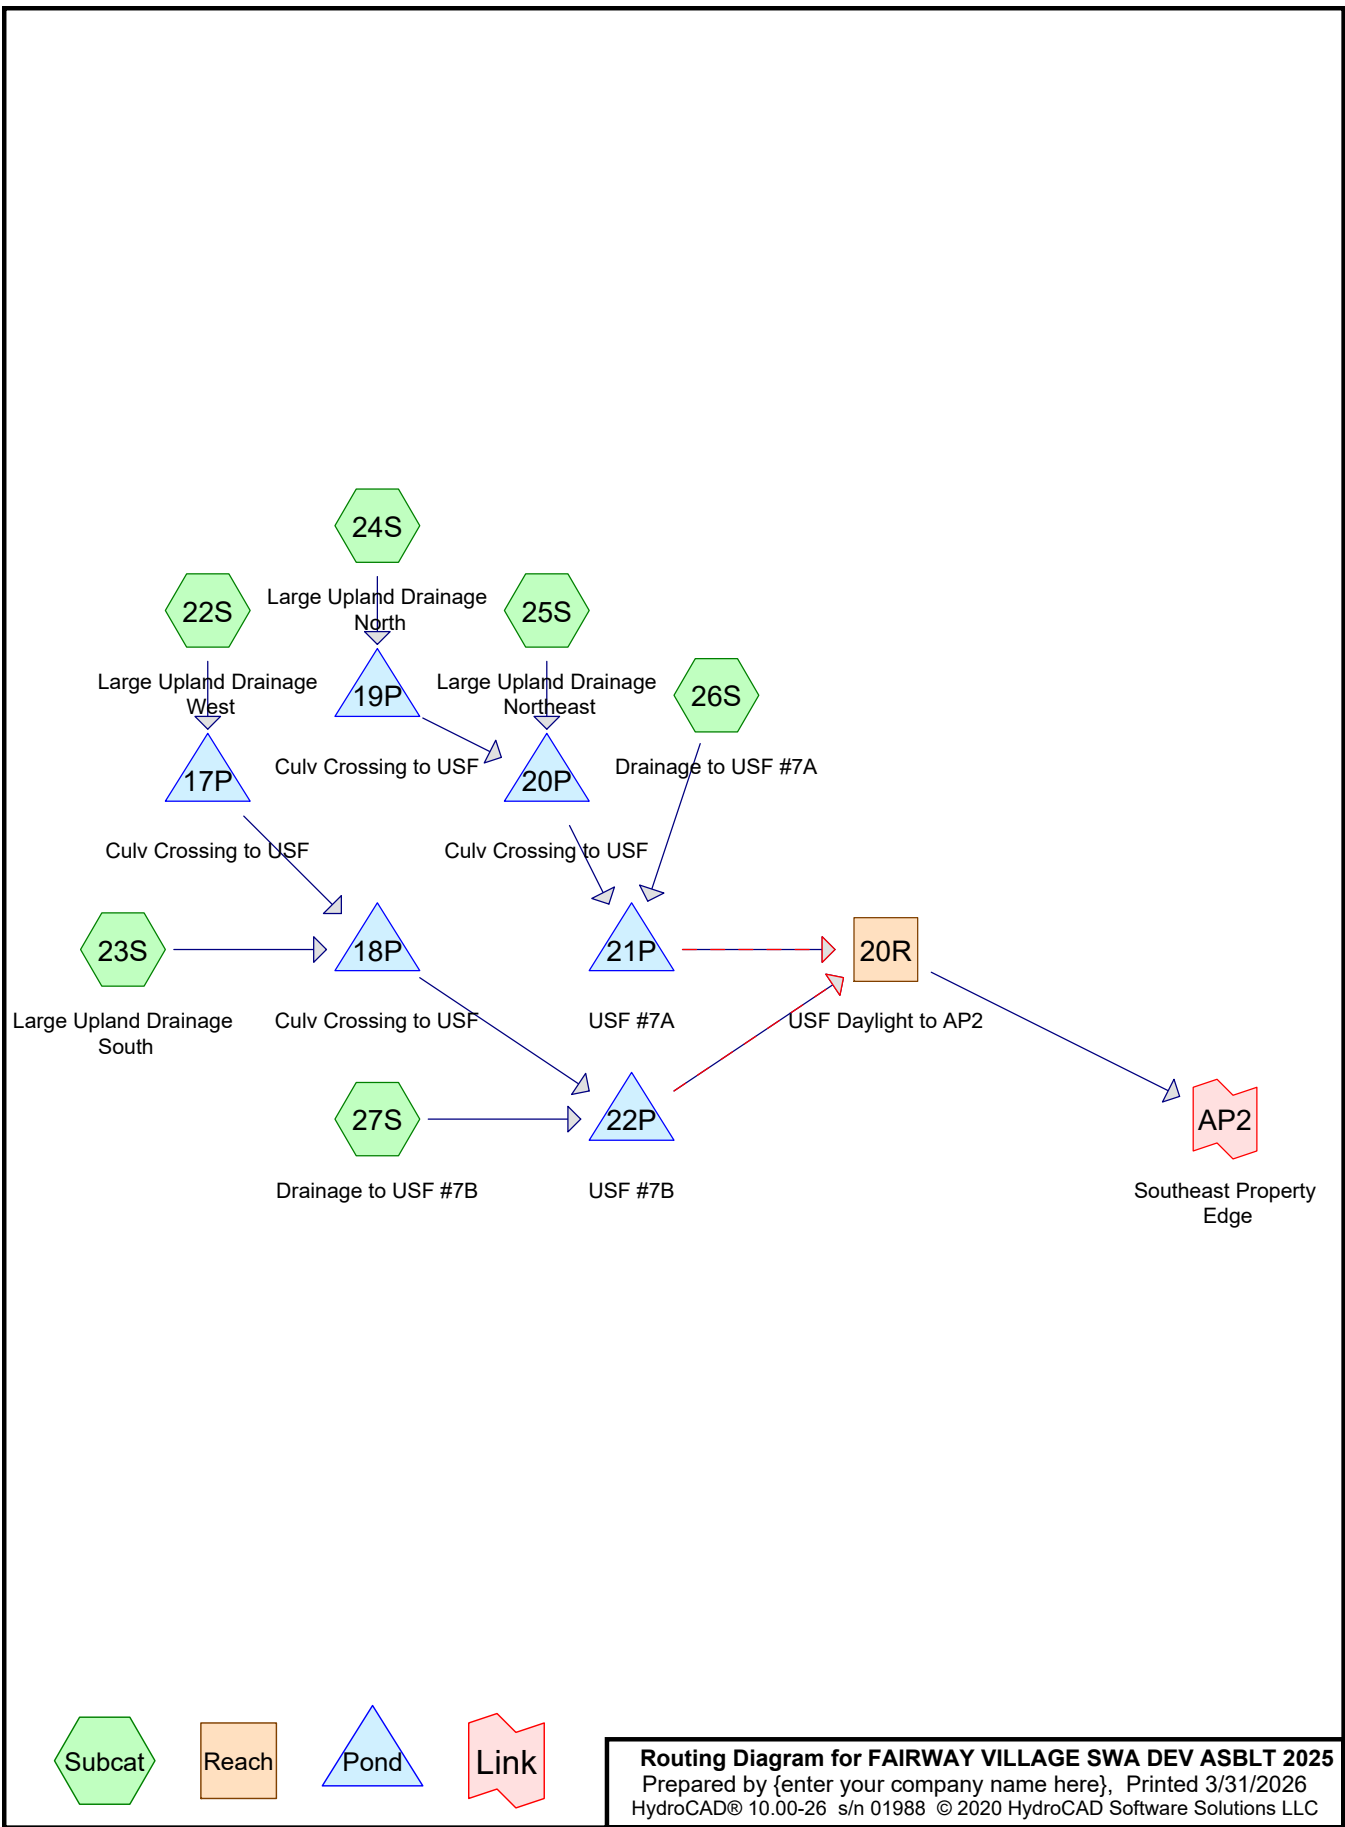 24S
Large Upland Drainage
North
22S
Large Upland Drainage
West
25S
Large Upland Drainage
Northeast
26S
Drainage to USF #7A
19P
Culv Crossing to USF
17P
Culv Crossing to USF
20P
Culv Crossing to USF
23S
Large Upland Drainage
South
18P
Culv Crossing to USF
21P
USF #7A
20R
USF Daylight to AP2
27S
Drainage to USF #7B
22P
USF #7B
AP2
Southeast Property
Edge
Subcat
Reach
Pond
Link
Routing Diagram for FAIRWAY VILLAGE SWA DEV ASBLT 2025
Prepared by {enter your company name here}, Printed 3/31/2026
HydroCAD® 10.00-26 s/n 01988 © 2020 HydroCAD Software Solutions LLC